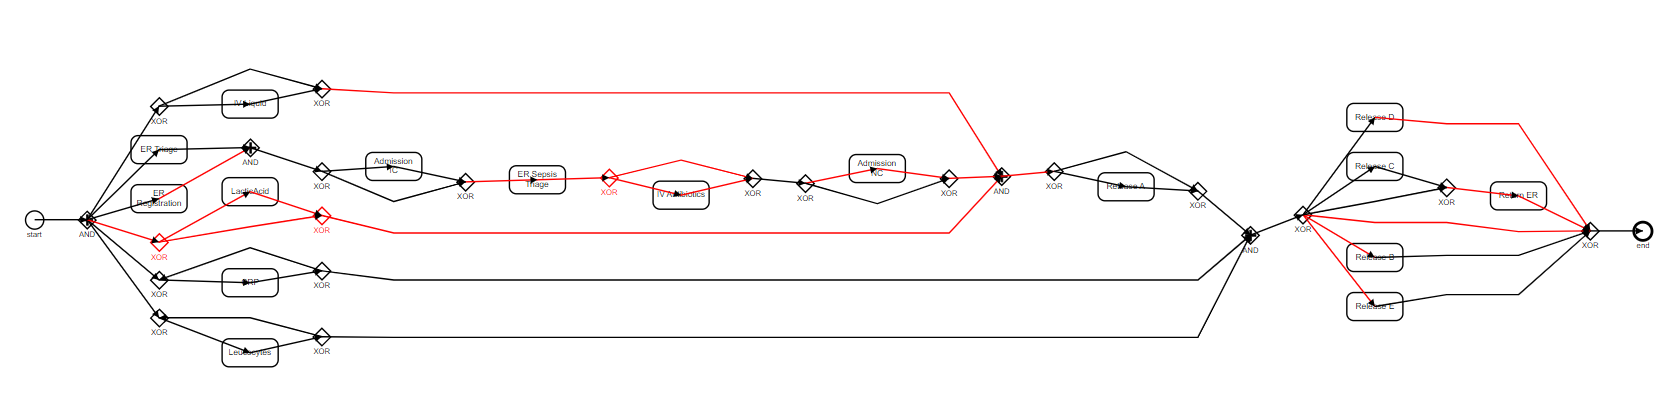 start
AND
XOR
IV Liquid
XOR
ER Triage
AND
ER
Registration
LacticAcid
XOR
XOR
XOR
CRP
XOR
XOR
Leucocytes
XOR
XOR
Admission
IC
XOR
ER Sepsis
Triage
XOR
IV Antibiotics
XOR
XOR
Admission
NC
XOR
AND
XOR
Release A
XOR
AND
XOR
Release D
Release C
XOR
Return ER
Release B
Release E
XOR
end